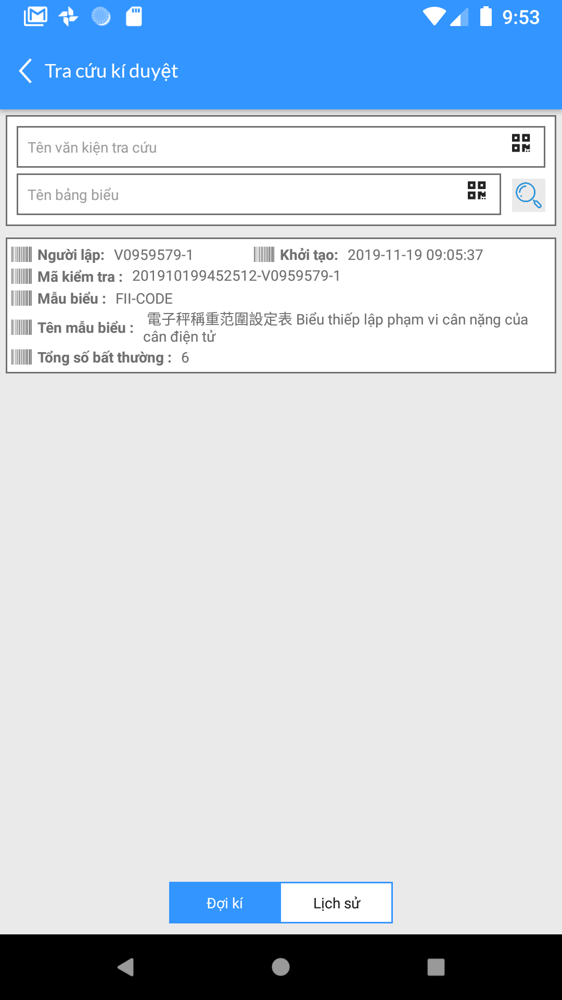 9:53
Tra cứu kí duyệt
Tên văn kiện tra cứu
Tên bảng biểu
Người lập: V0959579-1 Khởi tạo: 2019-11-19 09:05:37
Mã kiểm tra : 201910199452512-V0959579-1
Mẫu biểu : FII-CODE
Tên mẫu biểu : 電子秤稱重范圍設定表 Biểu thiếp lập phạm vi cân nặng của
cân điện tử
Tổng số bất thường : 6
Đợi kí Lịch sử